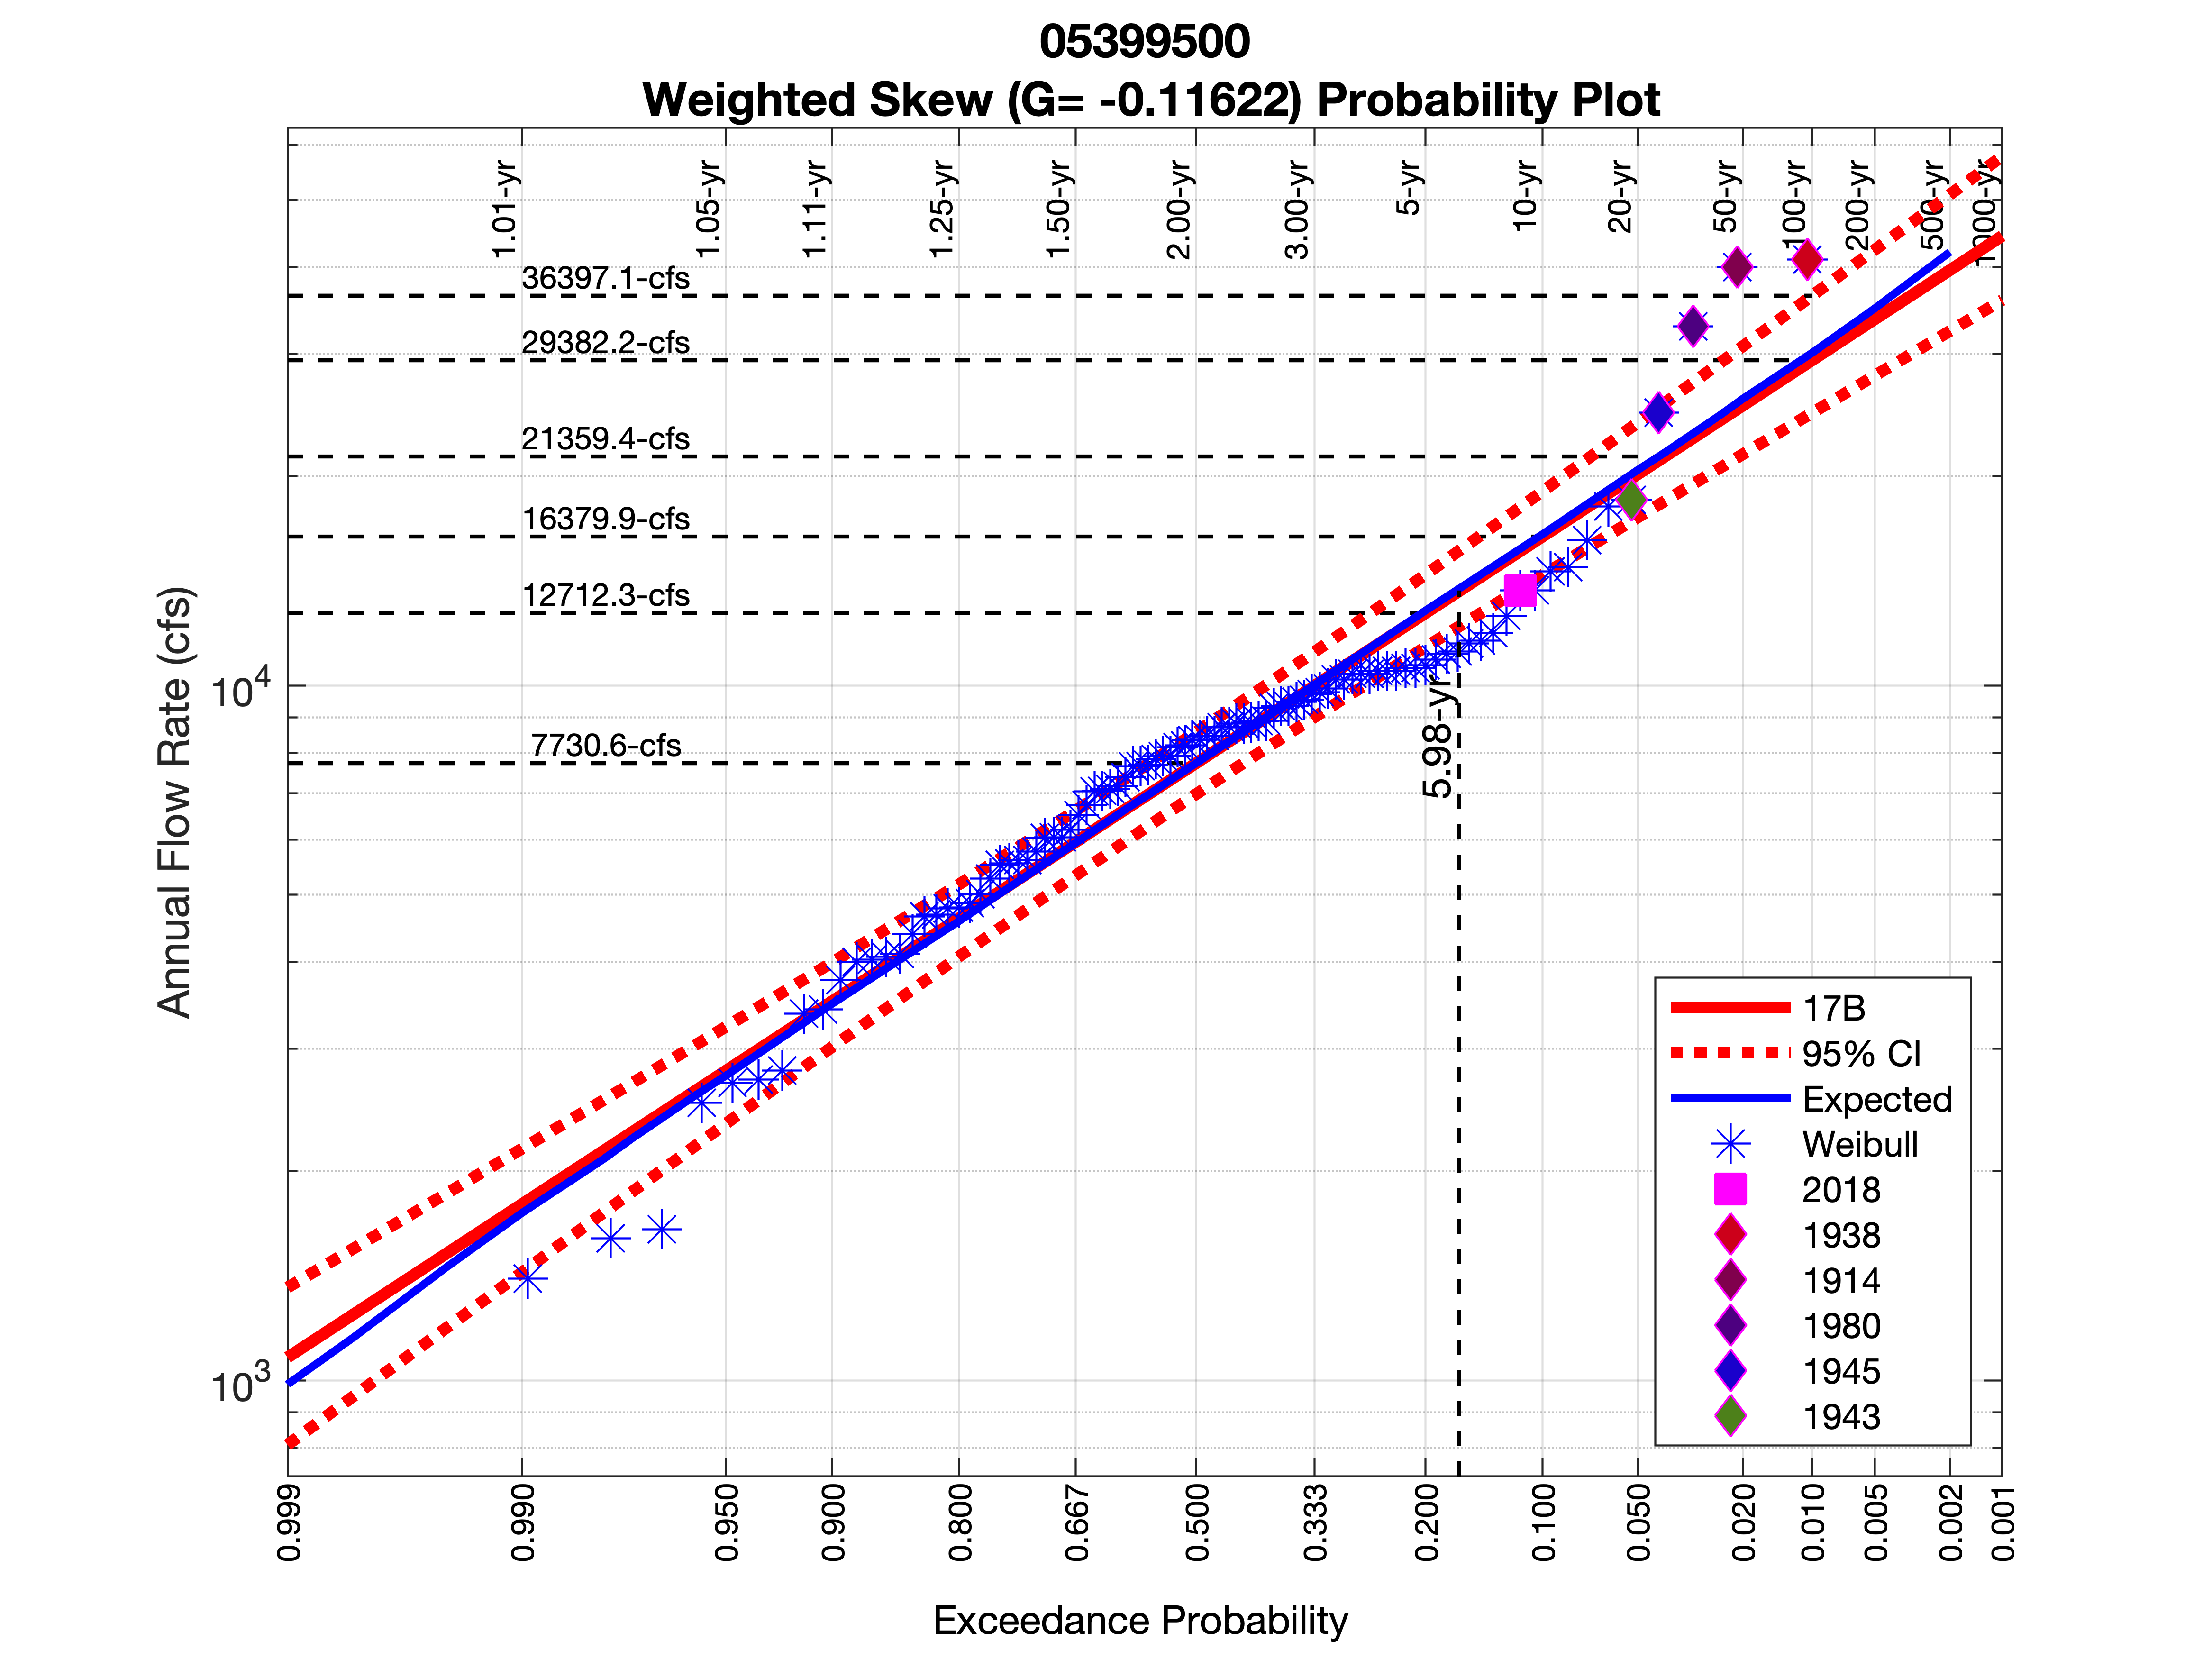 05399500
Weighted Skew (G= -0.11622) Probability Plot
1.01-yr
1.05-yr
1.11-yr
1.25-yr
1.50-yr
2.00-yr
3.00-yr
5-yr
10-yr
20-yr
50-yr
100-yr
200-yr
500-yr
1000-yr
36397.1-cfs
29382.2-cfs
21359.4-cfs
16379.9-cfs
12712.3-cfs
7730.6-cfs
5.98-yr
Annual Flow Rate (cfs)
10⁴
10³
17B
95% CI
Expected
Weibull
2018
1938
1914
1980
1945
1943
0.999
0.990
0.950
0.900
0.800
0.667
0.500
0.333
0.200
0.100
0.050
0.020
0.010
0.005
0.002
0.001
Exceedance Probability